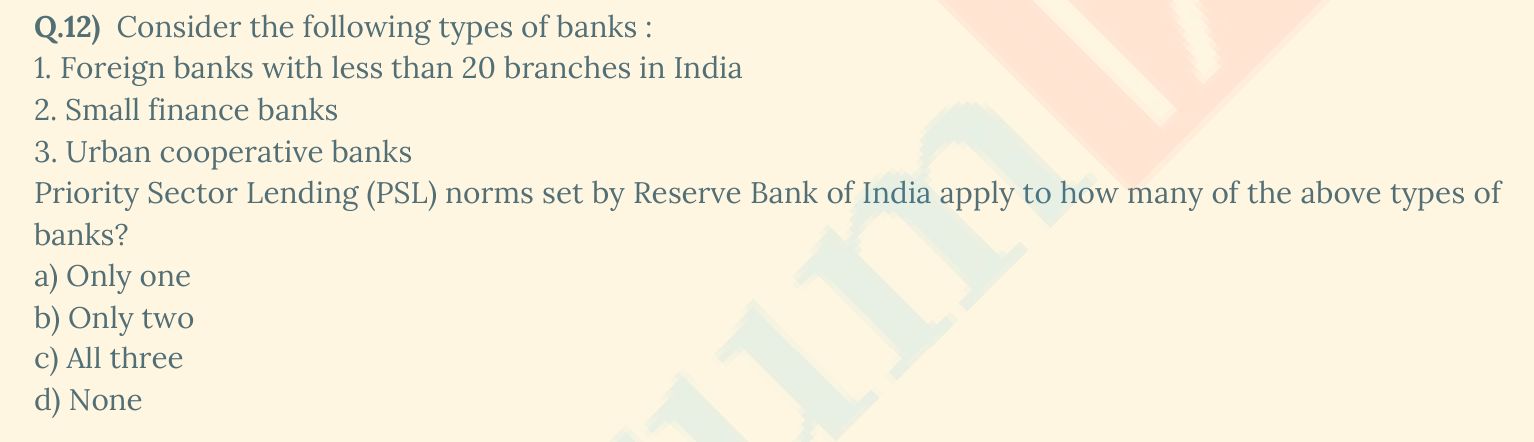 Q.12) Consider the following types of banks :
1. Foreign banks with less than 20 branches in India
2. Small finance banks
3. Urban cooperative banks
Priority Sector Lending (PSL) norms set by Reserve Bank of India apply to how many of the above types of
banks?
a) Only one
b) Only two
c) All three
d) None